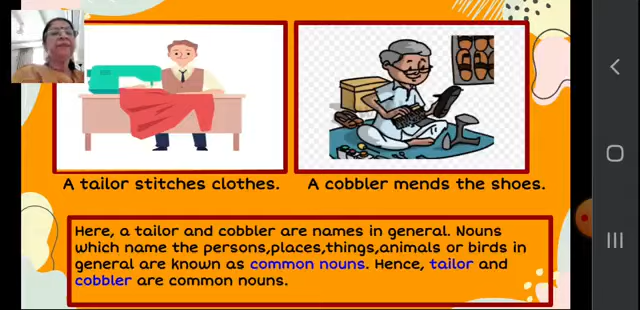 A tailor stitches clothes.
A cobbler mends the shoes.
Here, a tailor and cobbler are names in general. Nouns
which name the persons,places,things,animals or birds in
general are known as common nouns. Hence, tailor and
cobbler are common nouns.